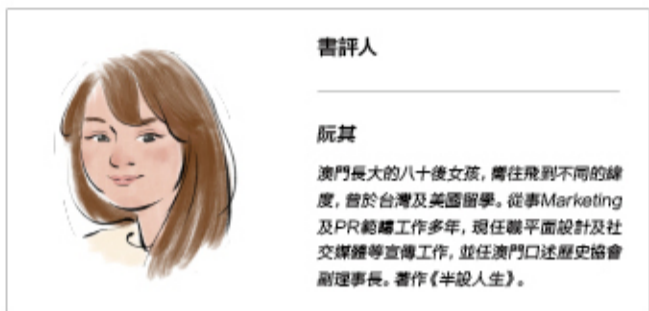 書評人
阮其
澳門長大的八十後女孩，嚮往飛到不同的緯
度，曾於台灣及美國留學。從事Marketing
及PR範疇工作多年，現任職平面設計及社
交媒體等宣傳工作，並任澳門口述歷史協會
副理事長。著作《半設人生》。